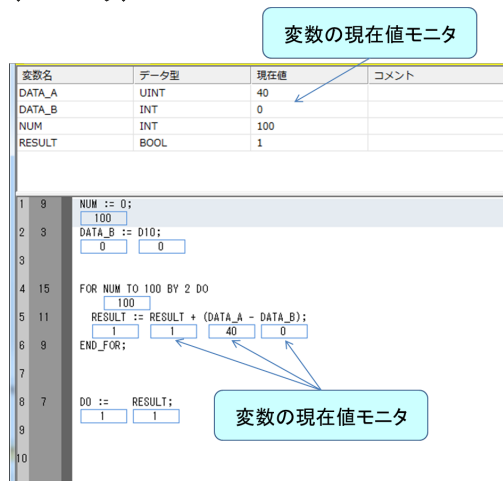 変数の現在値モニタ
変数名 データ型 現在値 コメント
DATA_A UINT 40
DATA_B INT 0
NUM INT 100
RESULT BOOL 1
1 9 NUM := 0;
100
2 3 DATA_B := D10;
0 0
3
4 15 FOR NUM TO 100 BY 2 DO
100
5 11 RESULT := RESULT + (DATA_A - DATA_B);
1 1 40 0
6 9 END_FOR;
7
8 7 D0 := RESULT;
1 1
変数の現在値モニタ
9
10